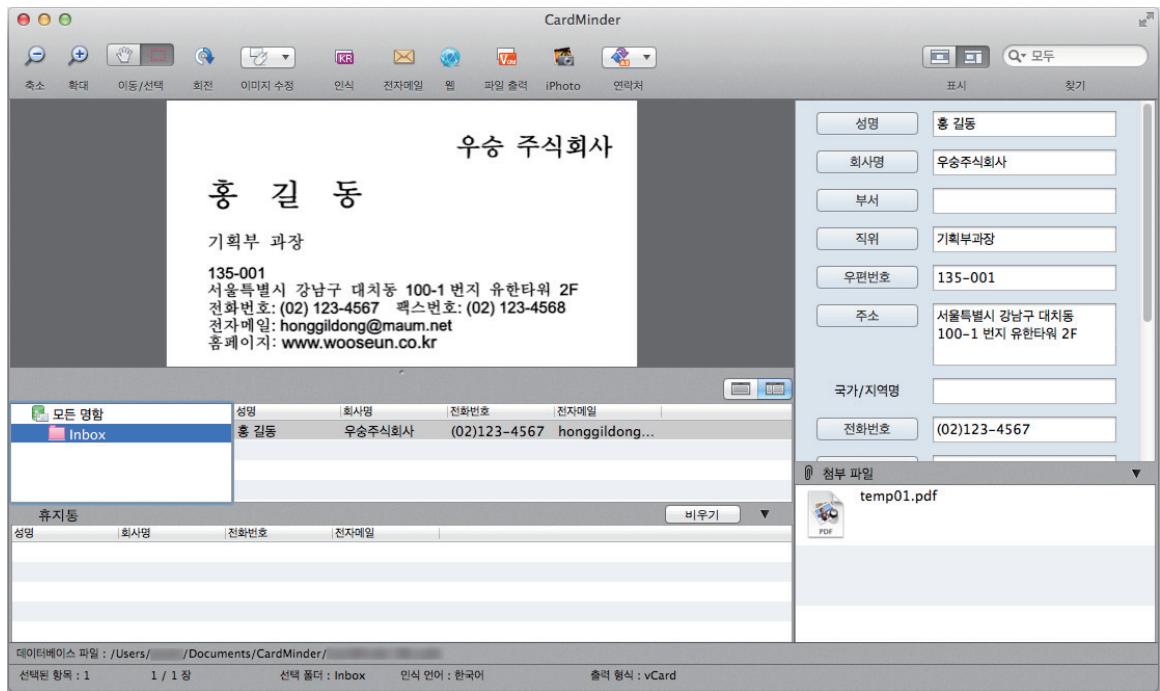 CardMinder
축소 확대 이동/선택 회전 이미지 수정 KR 인식 전자메일 웹 파일 출력 iPhoto 연락처 표시 모두 찾기
우승 주식회사
홍 길 동
기획부 과장
135-001
서울특별시 강남구 대치동 100-1 번지 유한타워 2F
전화번호: (02) 123-4567 팩스번호: (02) 123-4568
전자메일: honggildong@maum.net
홈페이지: www.wooseun.co.kr
성명 홍 길동
회사명 우승주식회사
부서
직위 기획부과장
우편번호 135-001
주소 서울특별시 강남구 대치동
100-1 번지 유한타워 2F
국가/지역명
전화번호 (02)123-4567
모든 명함
Inbox
성명 회사명 전화번호 전자메일
홍 길동 우승주식회사 (02)123-4567 honggildong...
첨부 파일
temp01.pdf
PDF
휴지통 비우기
성명 회사명 전화번호 전자메일
데이터베이스 파일 : /Users/ /Documents/CardMinder/
선택된 항목 : 1 1 / 1 장 선택 폴더 : Inbox 인식 언어 : 한국어 출력 형식 : vCard